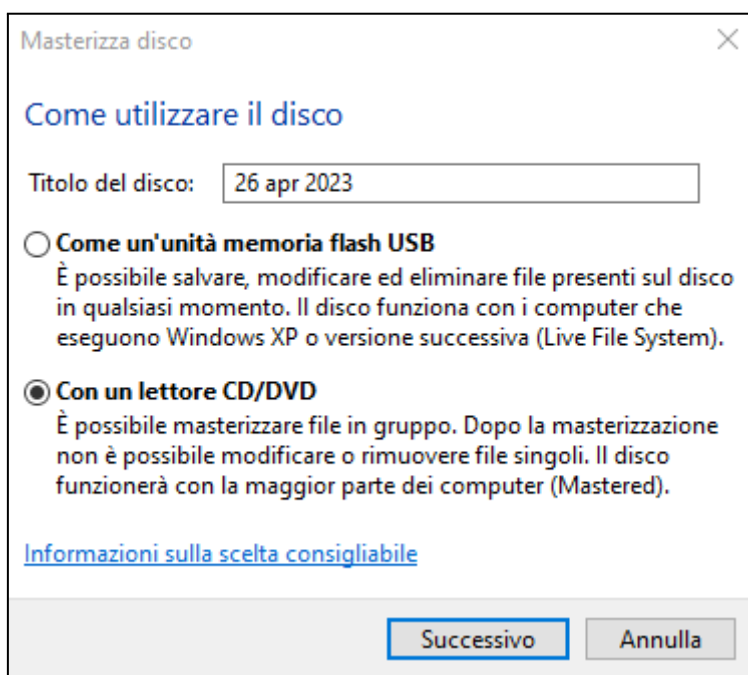 Masterizza disco
Come utilizzare il disco
Titolo del disco: 26 apr 2023
Come un'unità memoria flash USB
È possibile salvare, modificare ed eliminare file presenti sul disco
in qualsiasi momento. Il disco funziona con i computer che
eseguono Windows XP o versione successiva (Live File System).
Con un lettore CD/DVD
È possibile masterizzare file in gruppo. Dopo la masterizzazione
non è possibile modificare o rimuovere file singoli. Il disco
funzionerà con la maggior parte dei computer (Mastered).
Informazioni sulla scelta consigliabile
Successivo Annulla